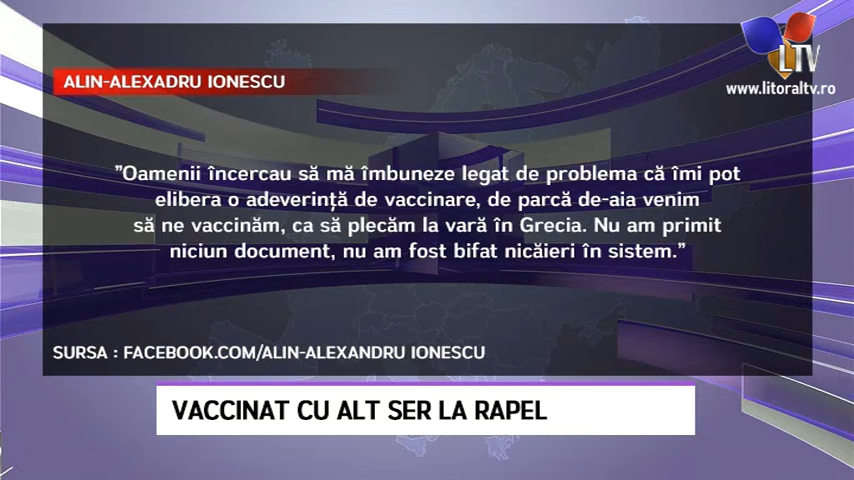 LTV
www.litoraltv.ro
ALIN-ALEXADRU IONESCU
"Oamenii încercau să mă îmbuneze legat de problema că îmi pot
elibera o adeverință de vaccinare, de parcă de-aia venim
să ne vaccinăm, ca să plecăm la vară în Grecia. Nu am primit
niciun document, nu am fost bifat nicăieri în sistem."
SURSA : FACEBOOK.COM/ALIN-ALEXANDRU IONESCU
VACCINAT CU ALT SER LA RAPEL